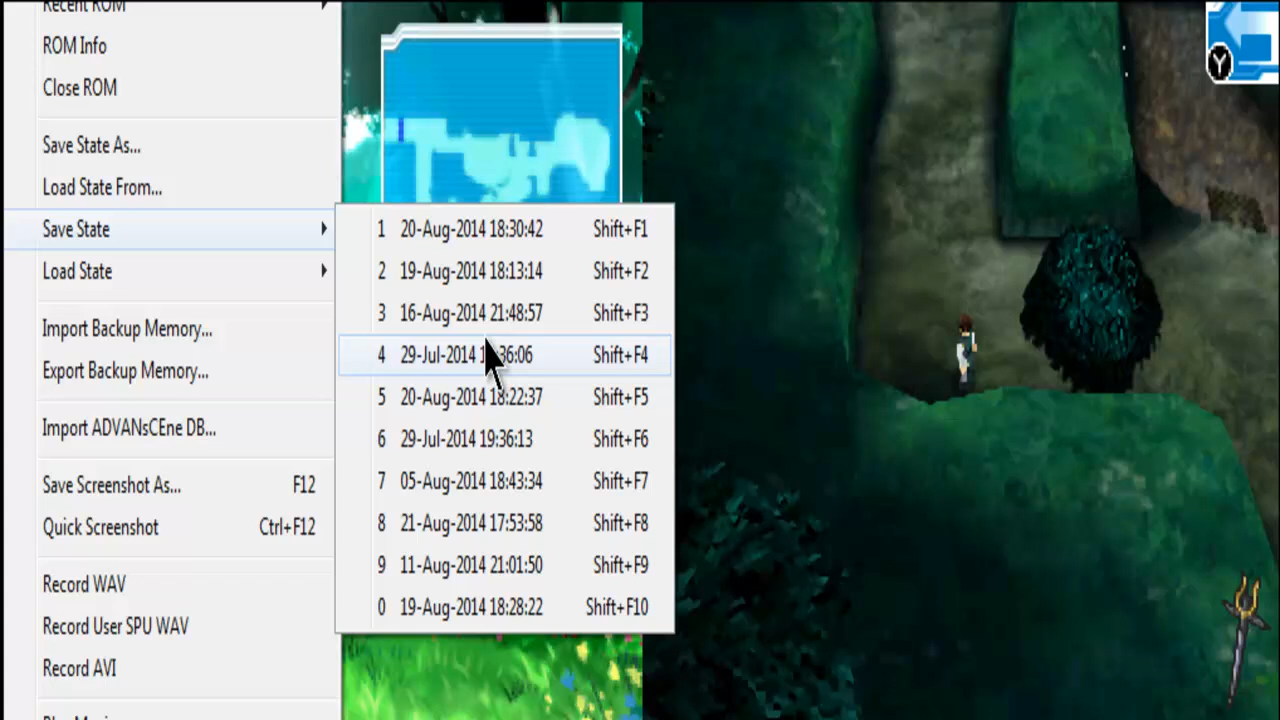 Recent ROM
ROM Info
Close ROM
Save State As...
Load State From...
Save State
Load State
Import Backup Memory...
Export Backup Memory...
Import ADVANsCEne DB...
Save Screenshot As... F12
Quick Screenshot Ctrl+F12
Record WAV
Record User SPU WAV
Record AVI
1 20-Aug-2014 18:30:42 Shift+F1
2 19-Aug-2014 18:13:14 Shift+F2
3 16-Aug-2014 21:48:57 Shift+F3
4 29-Jul-2014 Shift+F4
5 20-Aug-2014 18:22:37 Shift+F5
6 29-Jul-2014 19:36:13 Shift+F6
7 05-Aug-2014 18:43:34 Shift+F7
8 21-Aug-2014 17:53:58 Shift+F8
9 11-Aug-2014 21:01:50 Shift+F9
0 19-Aug-2014 18:28:22 Shift+F10
Y